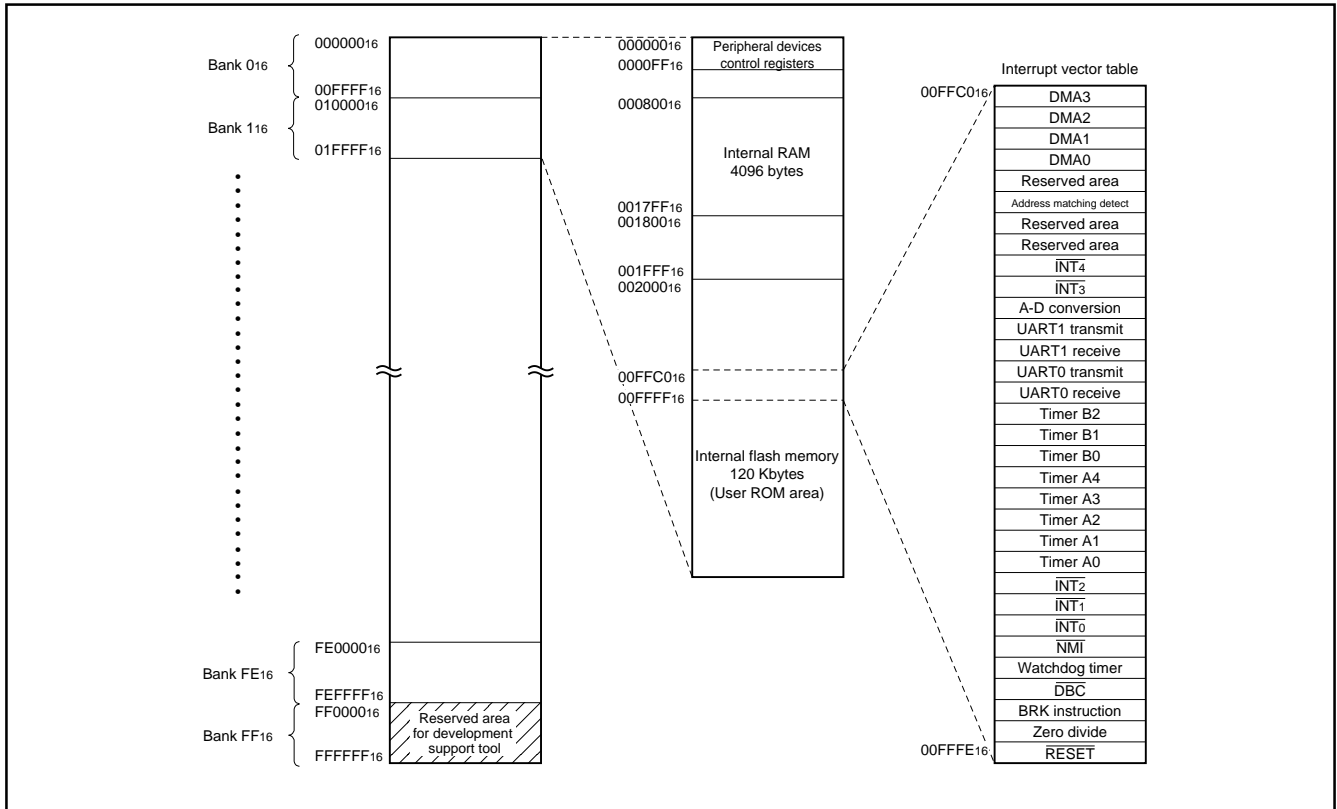 Bank 016
00000016
00FFFF16
Bank 116
01000016
01FFFF16
Bank FE16
FE000016
FEFFFF16
Bank FF16
FF000016
FFFFFF16
Reserved area
for development
support tool
00000016
0000FF16
Peripheral devices
control registers
00080016
Internal RAM
4096 bytes
0017FF16
00180016
001FFF16
00200016
00FFC016
00FFFF16
Internal flash memory
120 Kbytes
(User ROM area)
Interrupt vector table
00FFC016
DMA3
DMA2
DMA1
DMA0
Reserved area
Address matching detect
Reserved area
Reserved area
INT4
INT3
A-D conversion
UART1 transmit
UART1 receive
UART0 transmit
UART0 receive
Timer B2
Timer B1
Timer B0
Timer A4
Timer A3
Timer A2
Timer A1
Timer A0
INT2
INT1
INT0
NMI
Watchdog timer
DBC
BRK instruction
Zero divide
00FFFE16
RESET